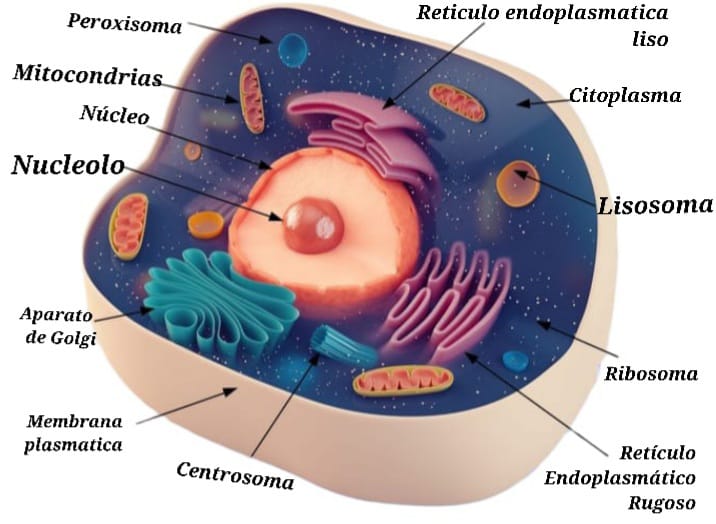 Peroxisoma
Reticulo endoplasmatica
liso
Mitocondrias
Citoplasma
Núcleo
Nucleolo
Lisosoma
Aparato
de Golgi
Ribosoma
Membrana
plasmatica
Centrosoma
Retículo
Endoplasmático
Rugoso